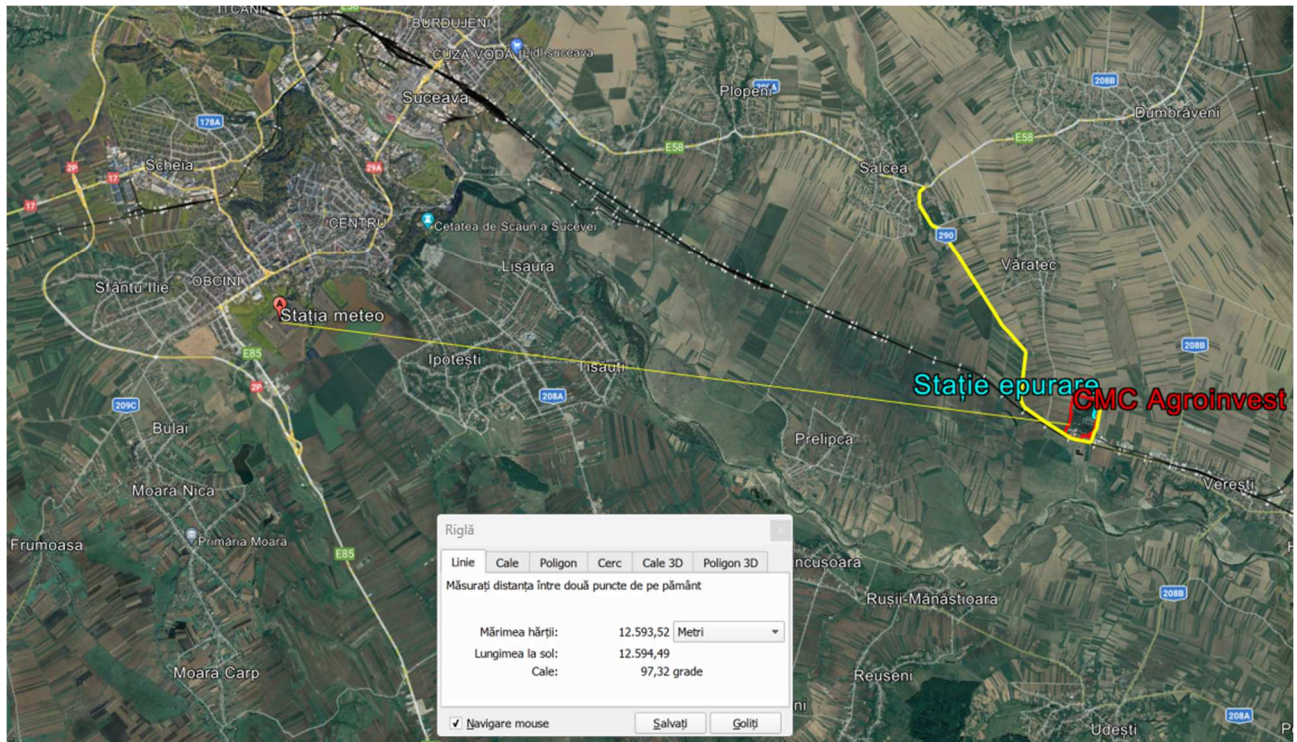 ITCANI
E58
BURDUJENI
CUZA VODĂ
Lidl suceava
Suceava
178A
Plopeni
208B
Dumbrăveni
E58
E58
2P
Scheia
29A
17
17
Salcea
CENTRU
Cetatea de Scaun a Sucevei
290
Lisaura
Văratec
Sfântu Ilie
OBCINI
Stația meteo
E85
Ipotești
Tisăuți
208B
2P
208A
Stație epurare
CMC Agroinvest
209C
Bulai
Prelipca
Moara Nica
Verești
Frumoasa
Primăria Moara
E85
Riglă
Linie Cale Poligon Cerc Cale 3D Poligon 3D
Măsurați distanța între două puncte de pe pământ
Mărimea hărții: 12.593,52 Metri
Lungimea la sol: 12.594,49
Cale: 97,32 grade
Navigare mouse Salvați Goliți
ncușoara
Rușii-Mănăstioara
208B
Moara Carp
Reuseni
ni
208A
Udești
P